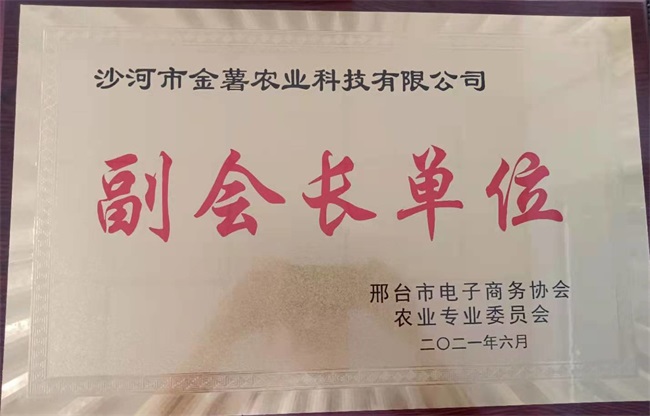 沙河市金薯农业科技有限公司
副会长单位
邢台市电子商务协会
农业专业委员会
二〇二一年六月